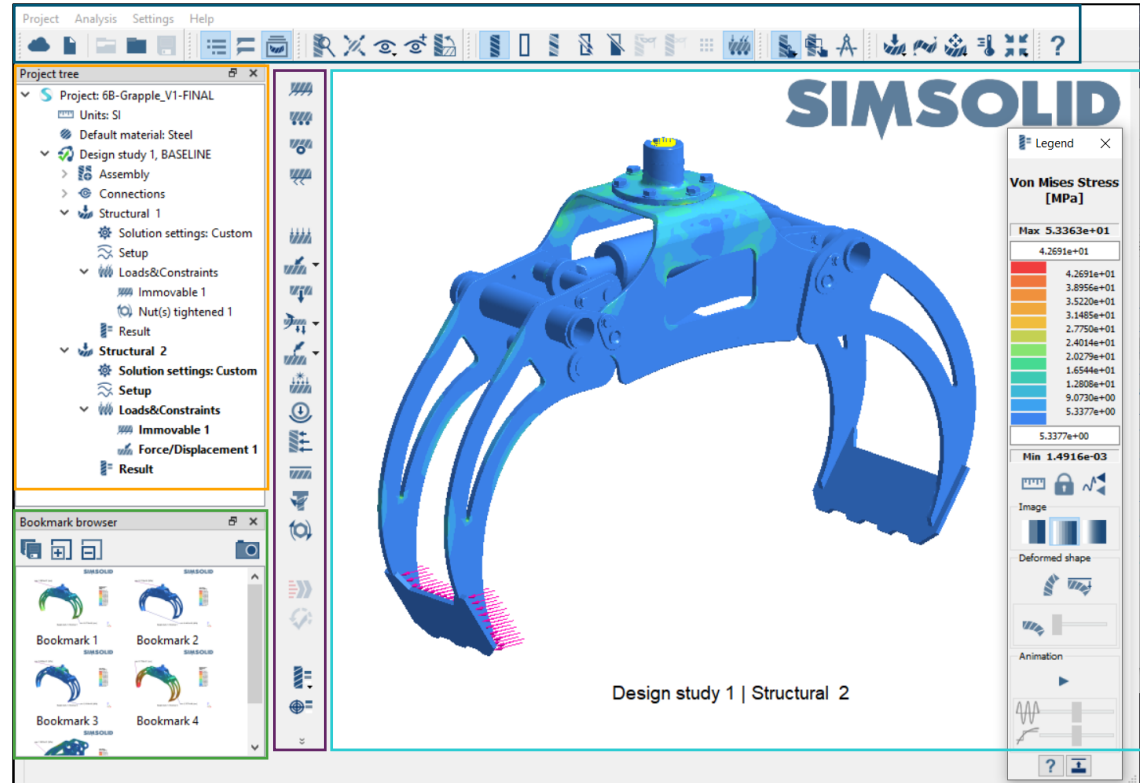 Project Analysis Settings Help
Project tree
Project: 6B-Grapple_V1-FINAL
Units: SI
Default material: Steel
Design study 1, BASELINE
Assembly
Connections
Structural 1
Solution settings: Custom
Setup
Loads&Constraints
Immovable 1
Nut(s) tightened 1
Result
Structural 2
Solution settings: Custom
Setup
Loads&Constraints
Immovable 1
Force/Displacement 1
Result
Bookmark browser
SIMSOLID SIMSOLID
Bookmark 1 Bookmark 2
SIMSOLID SIMSOLID
Bookmark 3 Bookmark 4
SIMSOLID
SIMSOLID
Design study 1 | Structural 2
Legend
Von Mises Stress
[MPa]
Max 5.3363e+01
4.2691e+01
4.2691e+01
3.8956e+01
3.5220e+01
3.1485e+01
2.7750e+01
2.4014e+01
2.0279e+01
1.6544e+01
1.2808e+01
9.0730e+00
5.3377e+00
5.3377e+00
Min 1.4916e-03
Image
Deformed shape
Animation